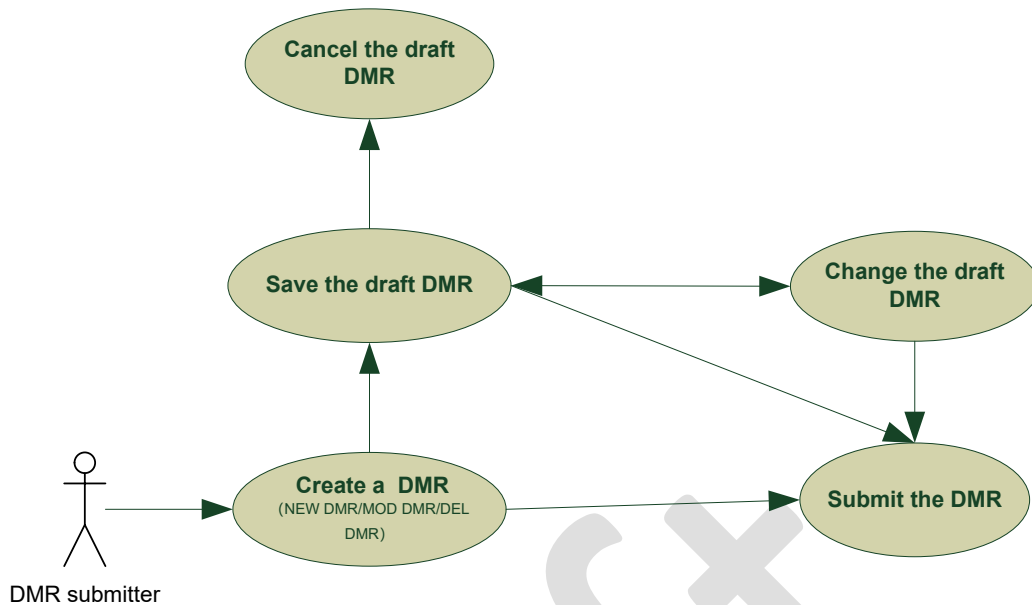 Cancel the draft
DMR
Save the draft DMR
Change the draft
DMR
Create a DMR
(NEW DMR/MOD DMR/DEL
DMR)
Submit the DMR
DMR submitter